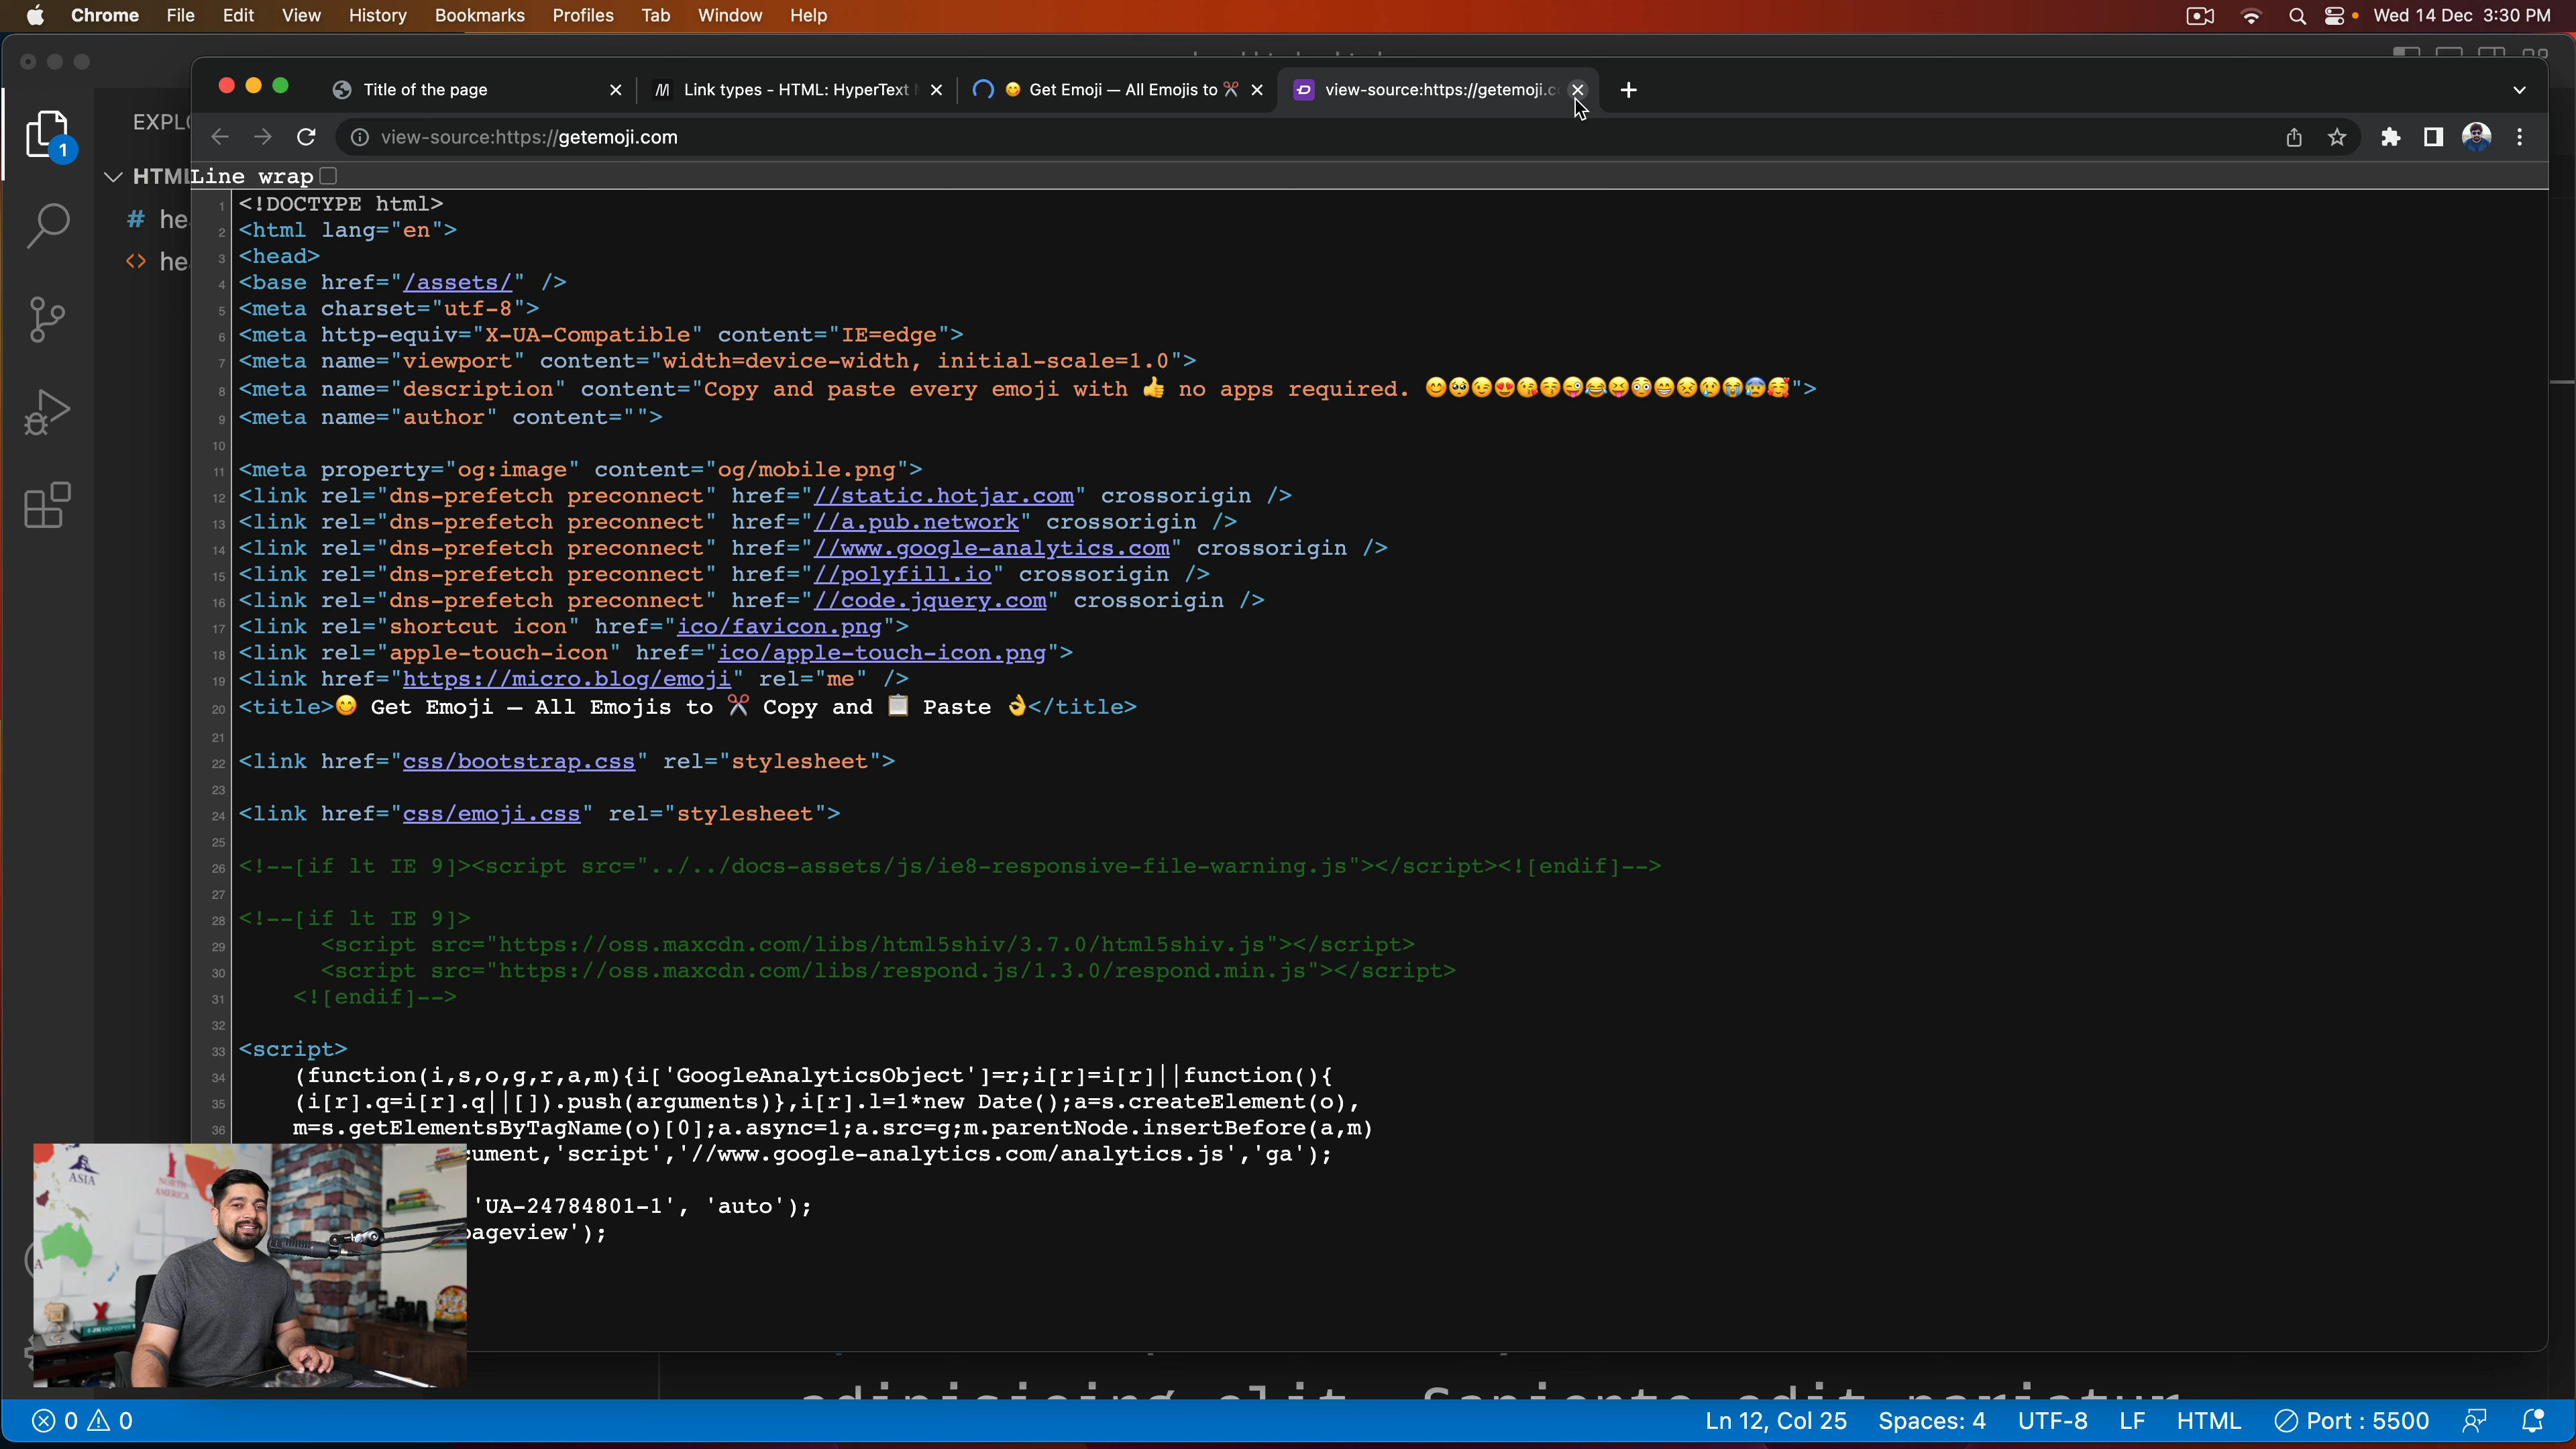 Chrome File Edit View History Bookmarks Profiles Tab Window Help Wed 14 Dec 3:30 PM
Title of the page Link types - HTML: HyperText 😋 Get Emoji — All Emojis to ✂️ view-source:https://getemoji.c
view-source:https://getemoji.com
EXPL
1
HTML
he
he
Line wrap
1 <!DOCTYPE html>
2 <html lang="en">
3 <head>
4 <base href="/assets/" />
5 <meta charset="utf-8">
6 <meta http-equiv="X-UA-Compatible" content="IE=edge">
7 <meta name="viewport" content="width=device-width, initial-scale=1.0">
8 <meta name="description" content="Copy and paste every emoji with 👍 no apps required. 😊🥺😉😍😘😚😜😂😝😳😁😣😢😭😰🥰">
9 <meta name="author" content="">
10
11 <meta property="og:image" content="og/mobile.png">
12 <link rel="dns-prefetch preconnect" href="//static.hotjar.com" crossorigin />
13 <link rel="dns-prefetch preconnect" href="//a.pub.network" crossorigin />
14 <link rel="dns-prefetch preconnect" href="//www.google-analytics.com" crossorigin />
15 <link rel="dns-prefetch preconnect" href="//polyfill.io" crossorigin />
16 <link rel="dns-prefetch preconnect" href="//code.jquery.com" crossorigin />
17 <link rel="shortcut icon" href="ico/favicon.png">
18 <link rel="apple-touch-icon" href="ico/apple-touch-icon.png">
19 <link href="https://micro.blog/emoji" rel="me" />
20 <title>😋 Get Emoji — All Emojis to ✂️ Copy and 📋 Paste 👌</title>
21
22 <link href="css/bootstrap.css" rel="stylesheet">
23
24 <link href="css/emoji.css" rel="stylesheet">
25
26 <!--[if lt IE 9]><script src="../../docs-assets/js/ie8-responsive-file-warning.js"></script><![endif]-->
27
28 <!--[if lt IE 9]>
29 <script src="https://oss.maxcdn.com/libs/html5shiv/3.7.0/html5shiv.js"></script>
30 <script src="https://oss.maxcdn.com/libs/respond.js/1.3.0/respond.min.js"></script>
31 <![endif]-->
32
33 <script>
34 (function(i,s,o,g,r,a,m){i['GoogleAnalyticsObject']=r;i[r]=i[r]||function(){
35 (i[r].q=i[r].q||[]).push(arguments)},i[r].l=1*new Date();a=s.createElement(o),
36 m=s.getElementsByTagName(o)[0];a.async=1;a.src=g;m.parentNode.insertBefore(a,m)
cument,'script','//www.google-analytics.com/analytics.js','ga');
'UA-24784801-1', 'auto');
pageview');
ASIA
NORTH AMERICA
adipisicing elit. Sapiente odit pariatur
0 0 Ln 12, Col 25 Spaces: 4 UTF-8 LF HTML Port : 5500